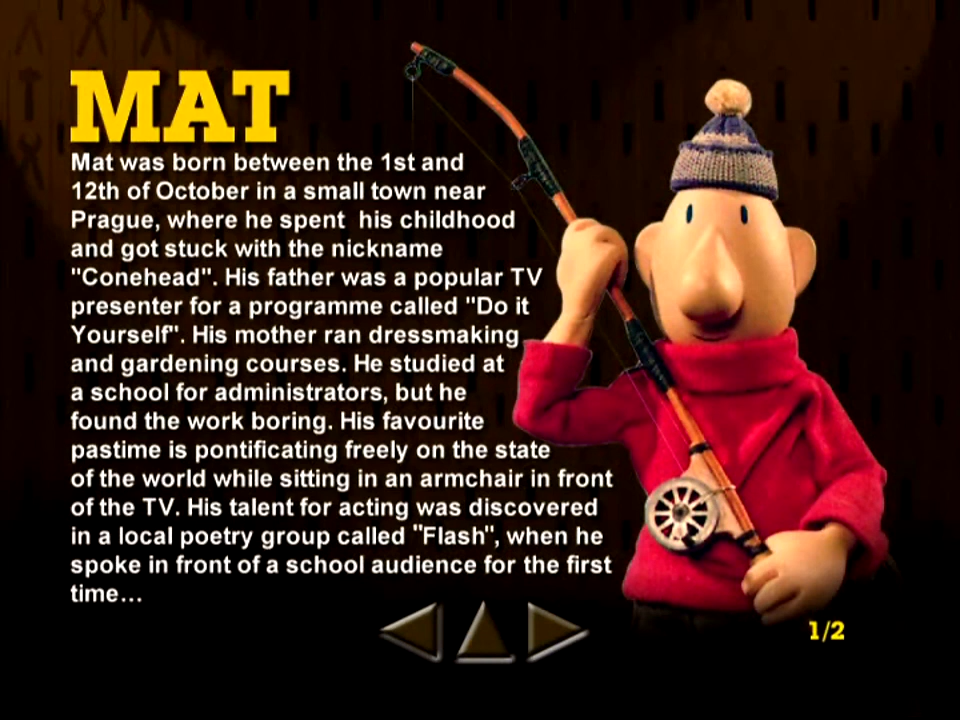 MAT
Mat was born between the 1st and
12th of October in a small town near
Prague, where he spent  his childhood
and got stuck with the nickname
"Conehead". His father was a popular TV
presenter for a programme called "Do it
Yourself". His mother ran dressmaking
and gardening courses. He studied at
a school for administrators, but he
found the work boring. His favourite
pastime is pontificating freely on the state
of the world while sitting in an armchair in front
of the TV. His talent for acting was discovered
in a local poetry group called "Flash", when he
spoke in front of a school audience for the first
time...
1/2